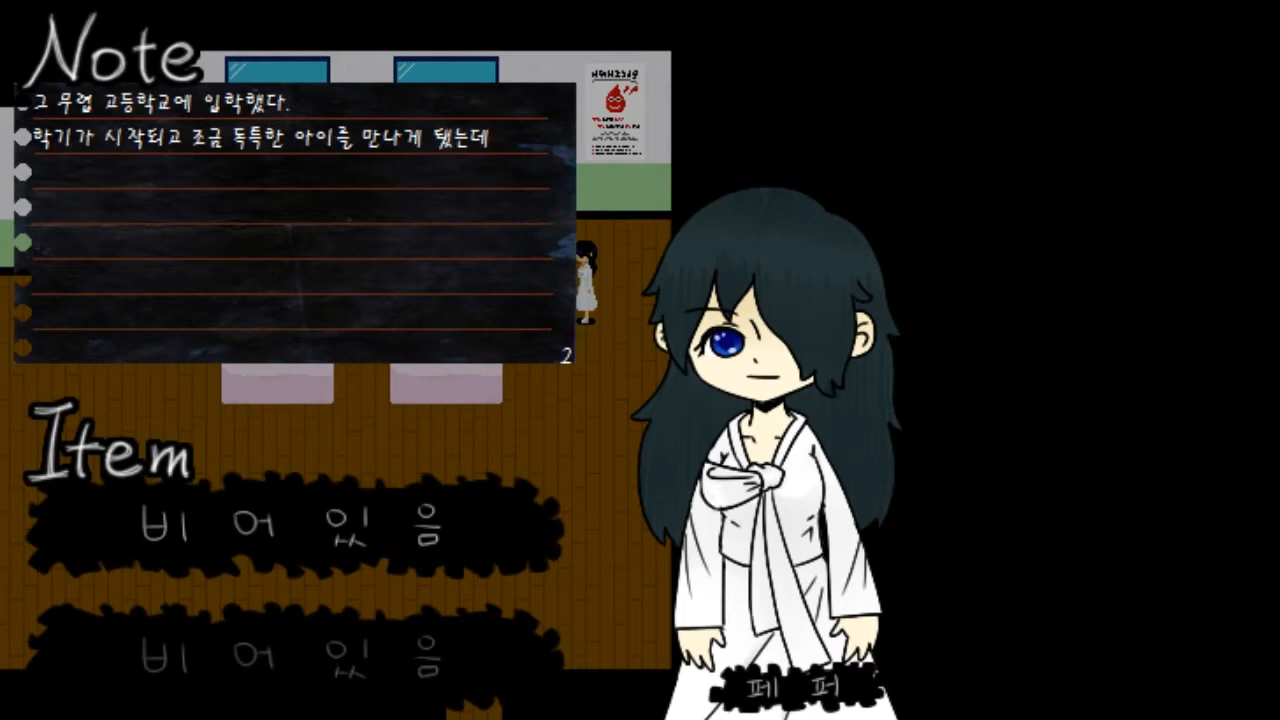 Note
그 무렵 고등학교에 입학했다.
학기가 시작되고 조금 독특한 아이를 만나게 됐는데
2
Item
비어있음
비어있음
페퍼